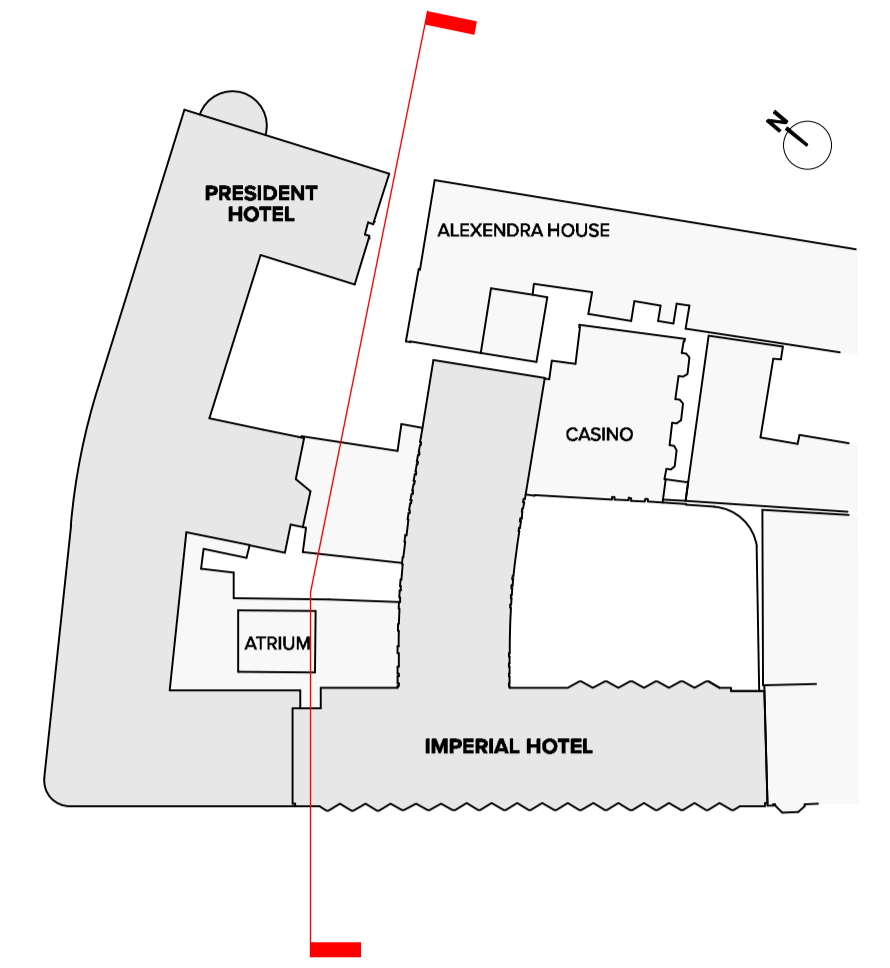 N
PRESIDENT
HOTEL
ALEXENDRA HOUSE
CASINO
ATRIUM
IMPERIAL HOTEL